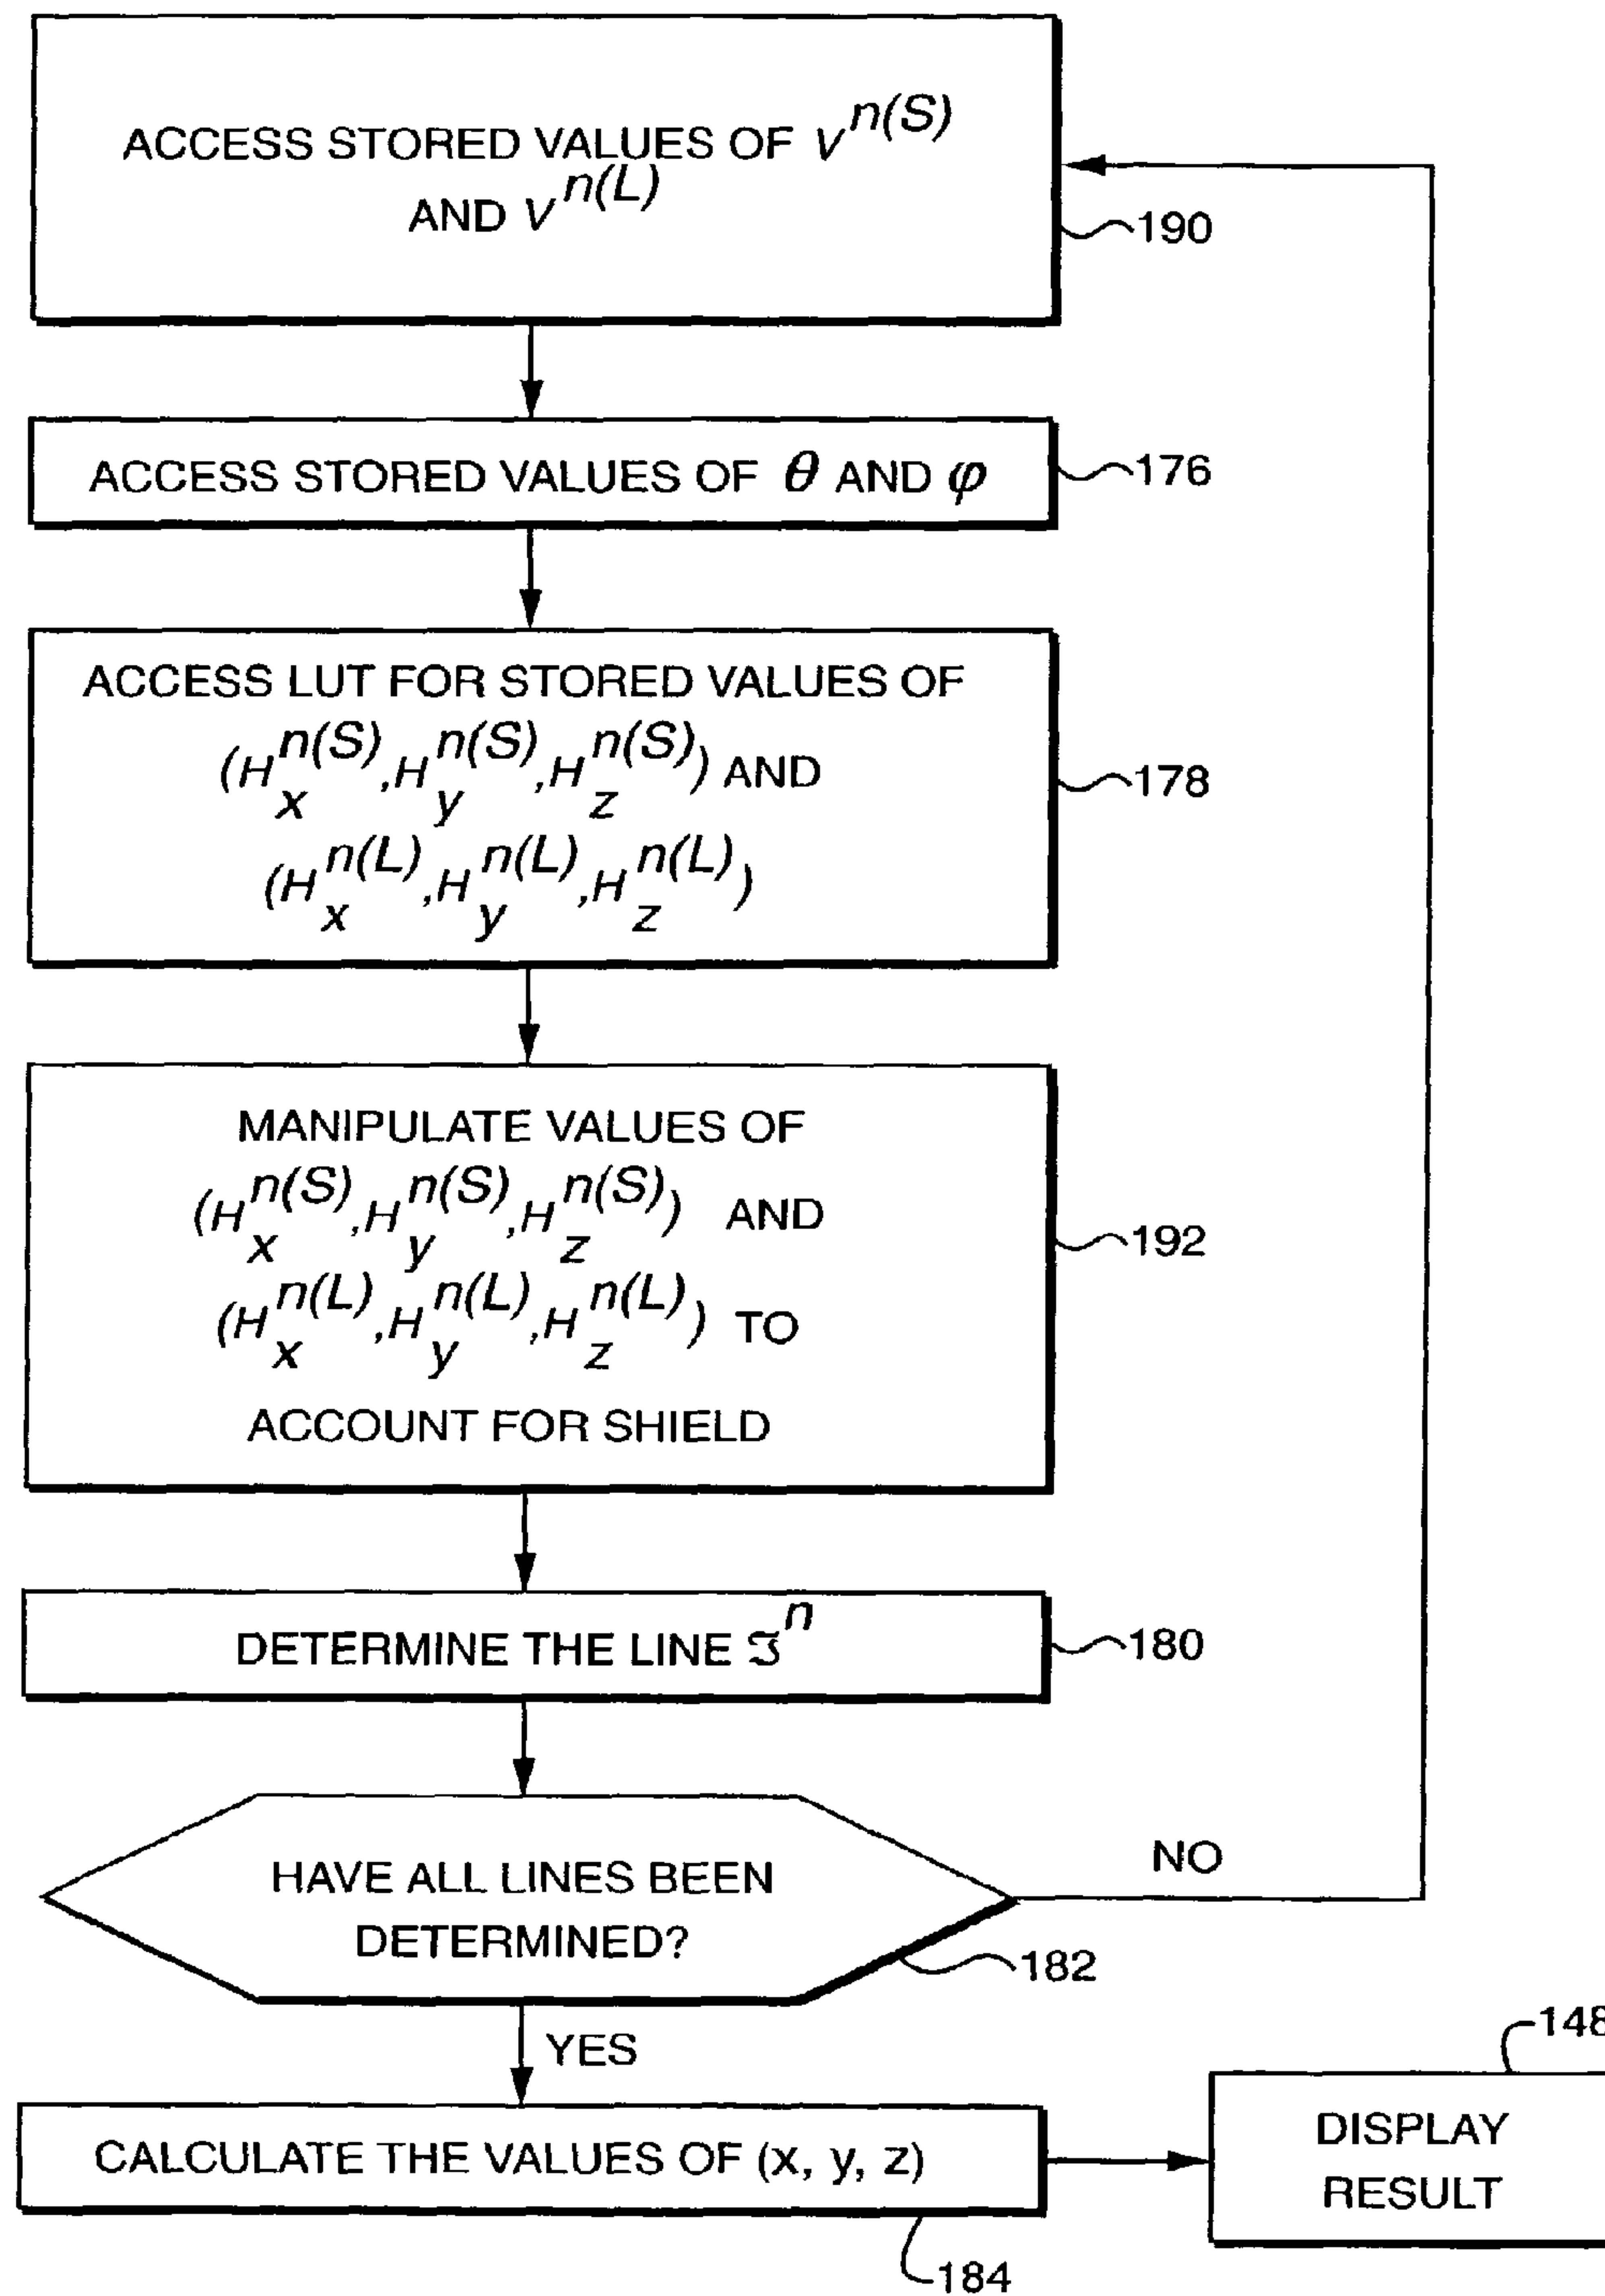 ACCESS STORED VALUES OF V^n(S)
AND V^n(L)
190
ACCESS STORED VALUES OF θ AND φ
176
ACCESS LUT FOR STORED VALUES OF
(H_x^n(S), H_y^n(S), H_z^n(S)) AND
(H_x^n(L), H_y^n(L), H_z^n(L))
178
MANIPULATE VALUES OF
(H_x^n(S), H_y^n(S), H_z^n(S)) AND
(H_x^n(L), H_y^n(L), H_z^n(L)) TO
ACCOUNT FOR SHIELD
192
DETERMINE THE LINE ℑ^n
180
HAVE ALL LINES BEEN
DETERMINED?
NO
182
YES
CALCULATE THE VALUES OF (x, y, z)
184
148
DISPLAY
RESULT